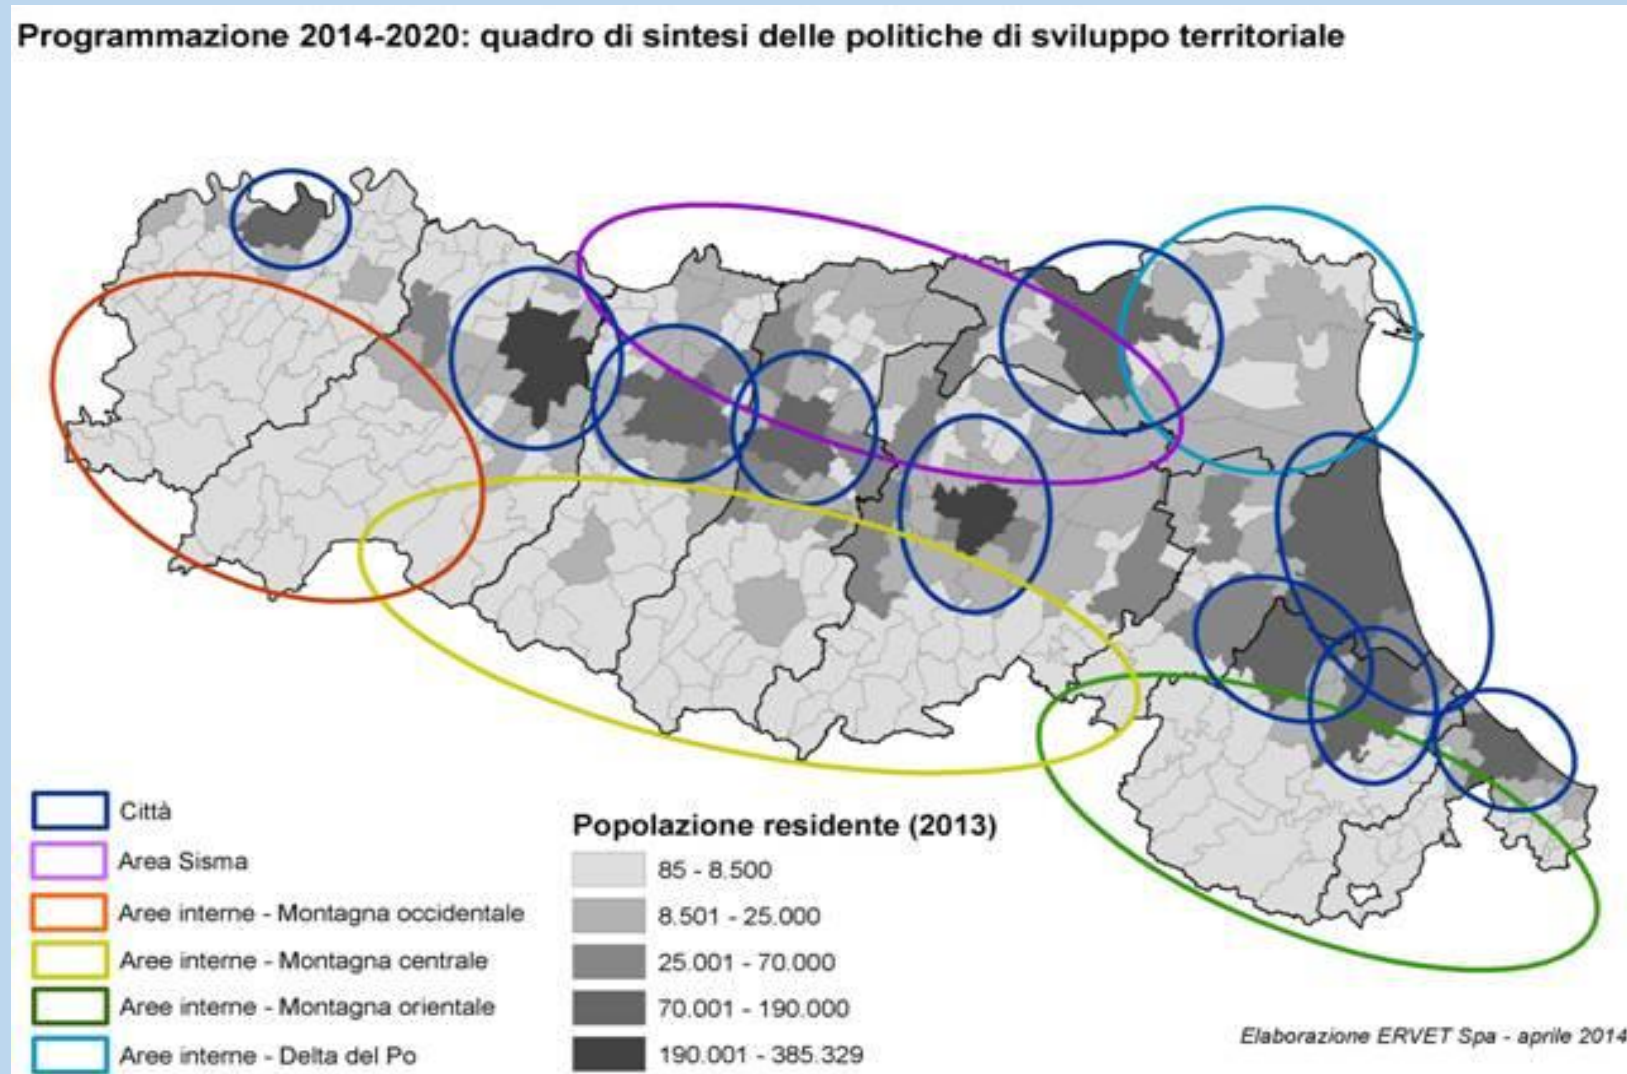 Programmazione 2014-2020: quadro di sintesi delle politiche di sviluppo territoriale
Città
Area Sisma
Aree interne - Montagna occidentale
Aree interne - Montagna centrale
Aree interne - Montagna orientale
Aree interne - Delta del Po
Popolazione residente (2013)
85 - 8.500
8.501 - 25.000
25.001 - 70.000
70.001 - 190.000
190.001 - 385.329
Elaborazione ERVET Spa - aprile 2014